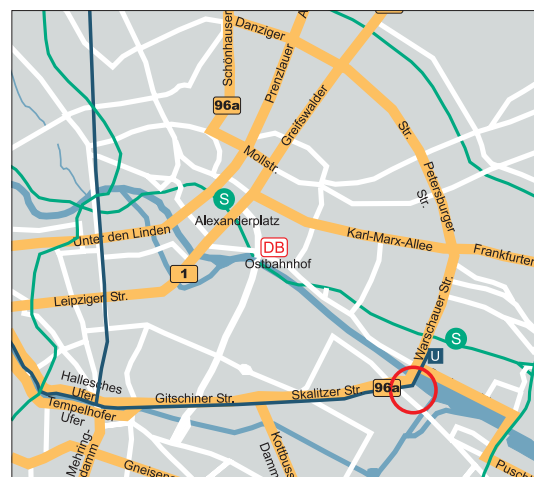 Danziger
Schönhauser
Prenzlauer
Greifswalder
96a
Str.
Mollstr.
Petersburger
Str.
S
Alexanderplatz
Unter den Linden
DB
Ostbahnhof
Karl-Marx-Allee
Frankfurter
1
Leipziger Str.
Warschauer Str.
S
U
Hallesches
Ufer
Tempelhofer
Ufer
Gitschiner Str.
Skalitzer Str
96a
Mehring-
damm
Gneisen
Kottbuss
Damm
Pusch